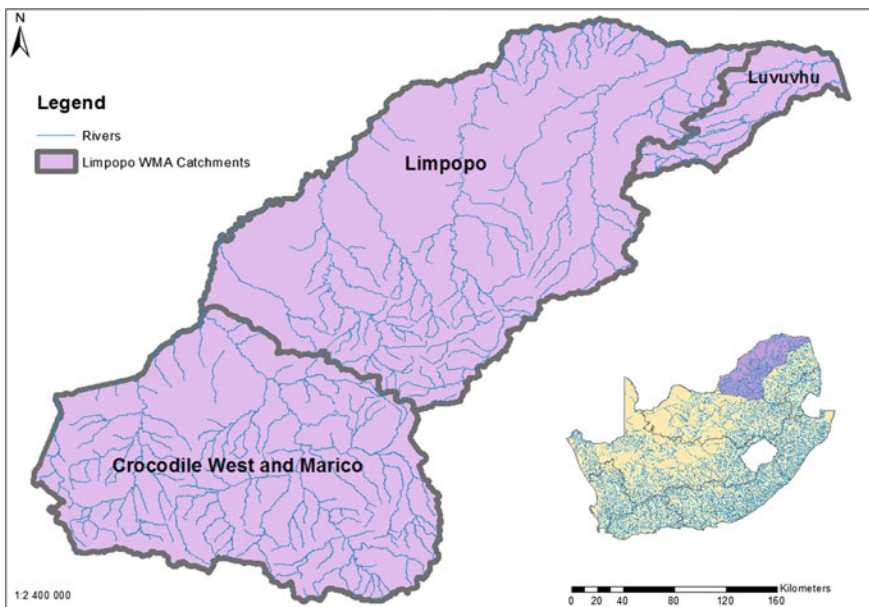 N
Legend
Rivers
Limpopo WMA Catchments
Luvuvhu
Limpopo
Crocodile West and Marico
1:2 400 000
Kilometers
0 20 40 80 120 160